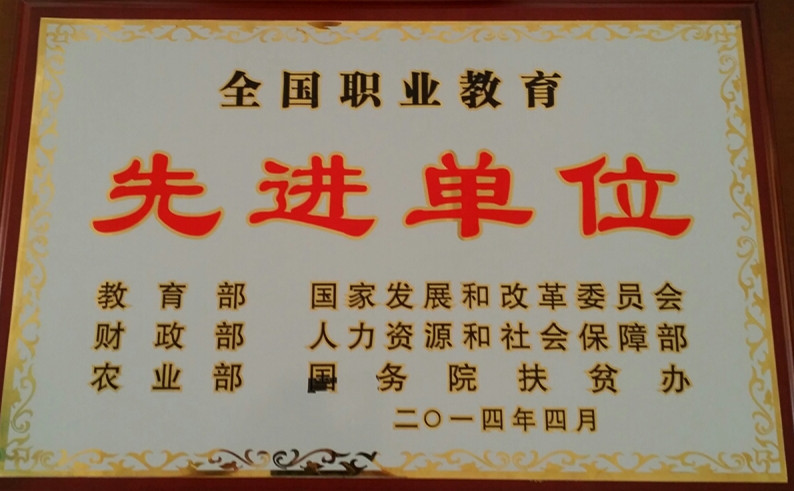 全国职业教育
先进单位
教育部 国家发展和改革委员会
财政部 人力资源和社会保障部
农业部 国务院扶贫办
二〇一四年四月